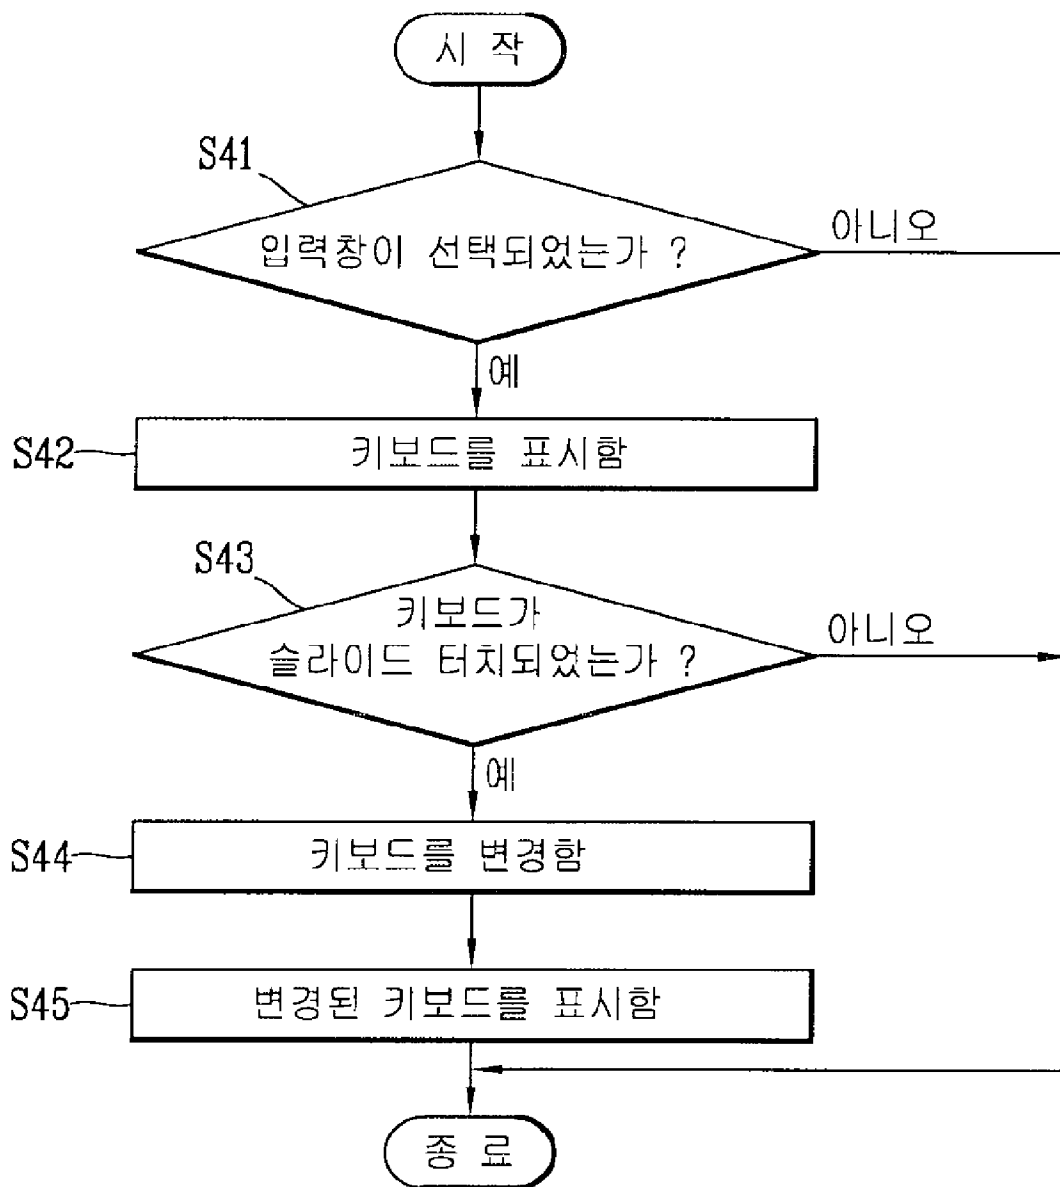 시 작
S41
입력창이 선택되었는가 ?
아니오
예
S42
키보드를 표시함
S43
키보드가
슬라이드 터치되었는가 ?
아니오
예
S44
키보드를 변경함
S45
변경된 키보드를 표시함
종 료